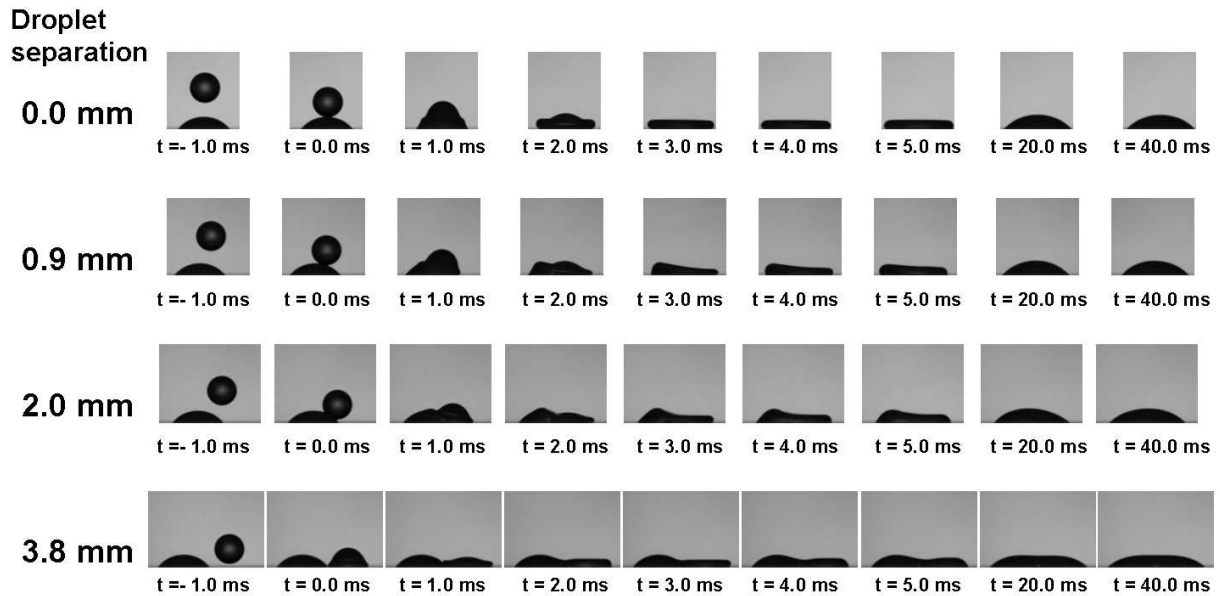 Droplet
separation
0.0 mm
t =- 1.0 ms t = 0.0 ms t = 1.0 ms t = 2.0 ms t = 3.0 ms t = 4.0 ms t = 5.0 ms t = 20.0 ms t = 40.0 ms
0.9 mm
t =- 1.0 ms t = 0.0 ms t = 1.0 ms t = 2.0 ms t = 3.0 ms t = 4.0 ms t = 5.0 ms t = 20.0 ms t = 40.0 ms
2.0 mm
t =- 1.0 ms t = 0.0 ms t = 1.0 ms t = 2.0 ms t = 3.0 ms t = 4.0 ms t = 5.0 ms t = 20.0 ms t = 40.0 ms
3.8 mm
t =- 1.0 ms t = 0.0 ms t = 1.0 ms t = 2.0 ms t = 3.0 ms t = 4.0 ms t = 5.0 ms t = 20.0 ms t = 40.0 ms